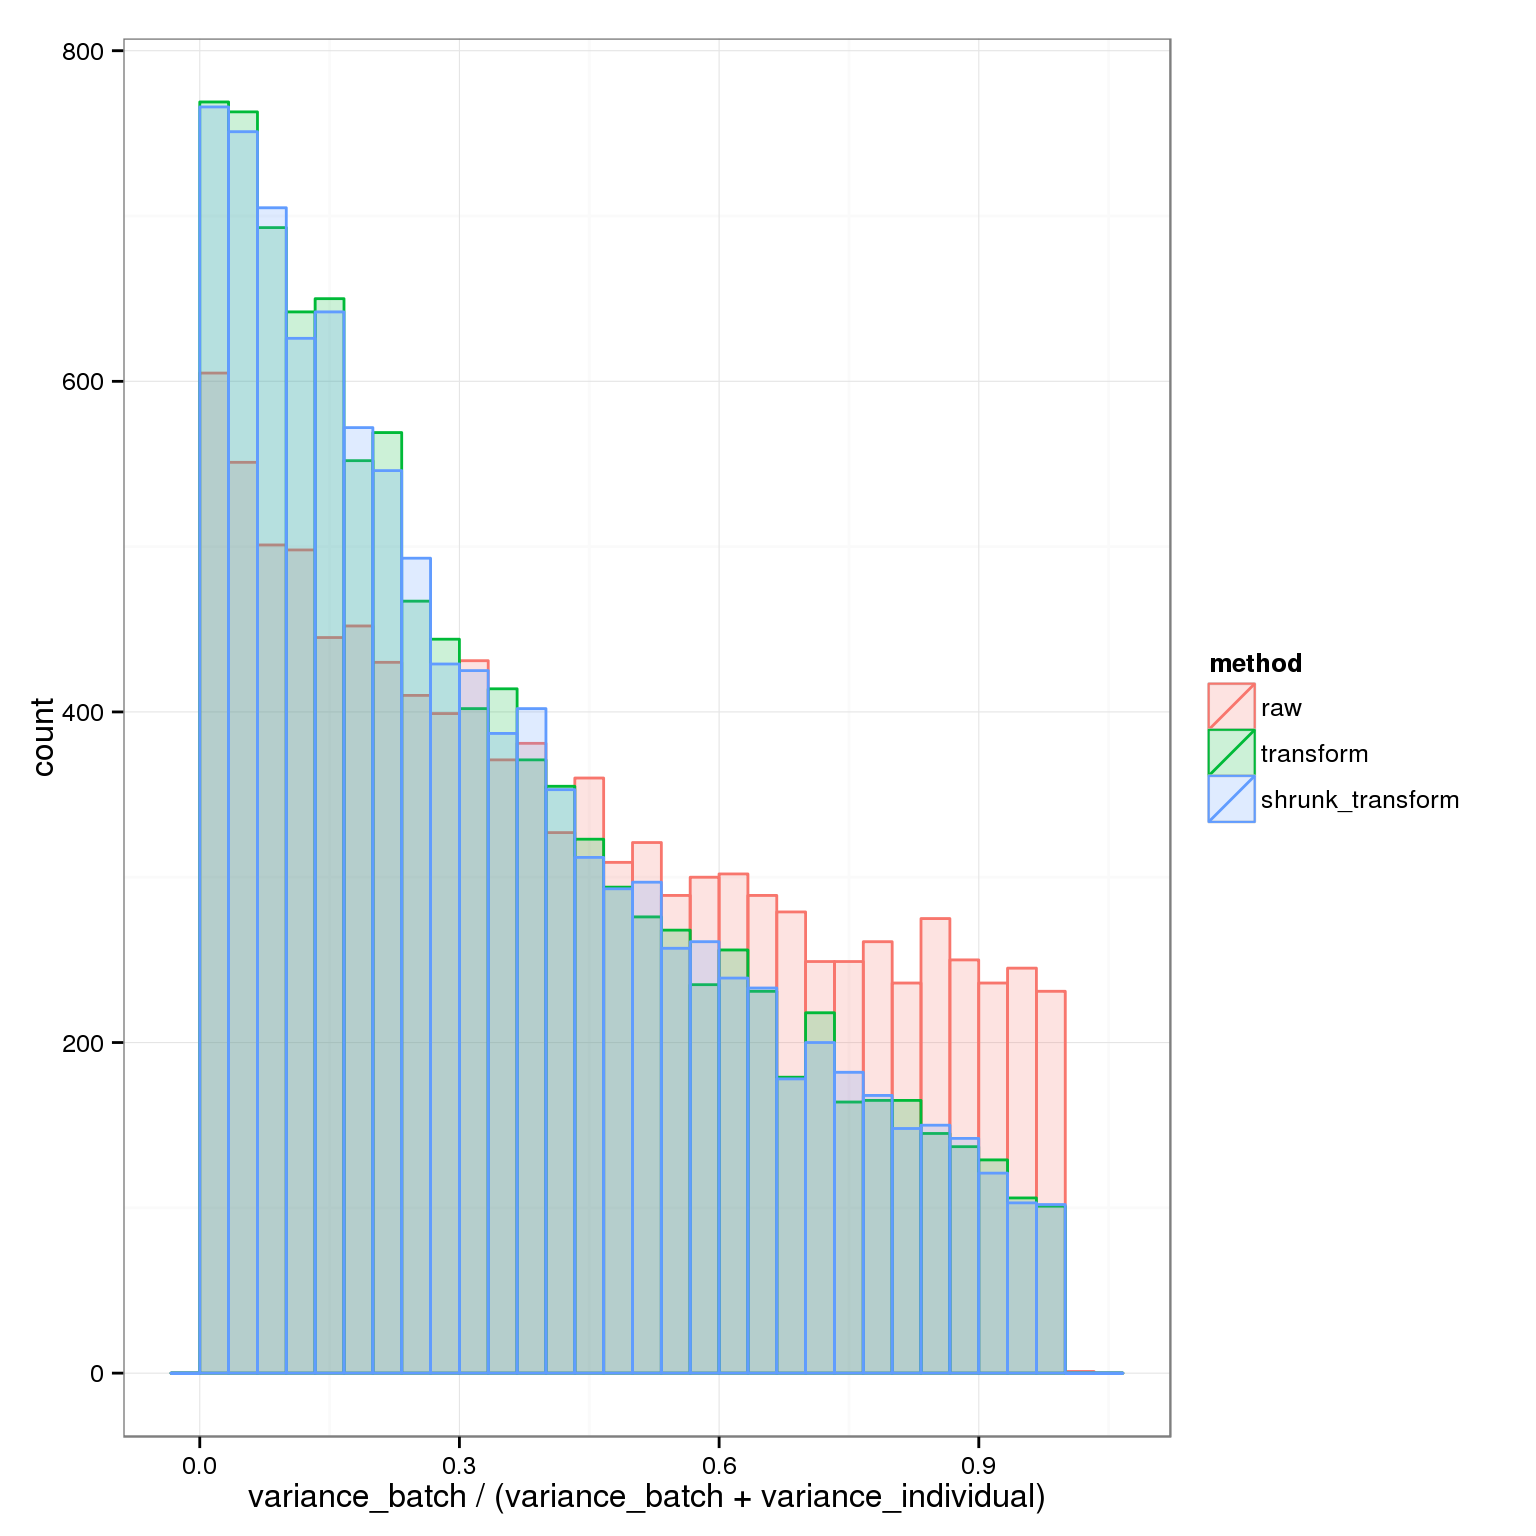 800
600
400
200
0
count
0.0 0.3 0.6 0.9
variance_batch / (variance_batch + variance_individual)
method
raw
transform
shrunk_transform